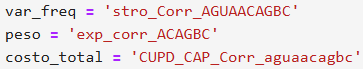 var_freq = 'stro_Corr_AGUAACAGBC'
peso = 'exp_corr_ACAGBC'
costo_total = 'CUPD_CAP_Corr_aguaacagbc'